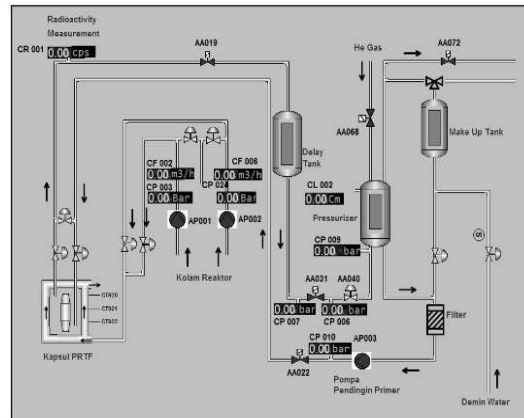 Radioactivity
Measurement
CR 001
0.00 cps
AA019
He Gas
AA072
AA068
Make Up Tank
Delay
Tank
CF 002
0.00 m3/h
CP 003
0.00 Bar
CF 006
0.00 m3/h
CP 024
0.00 Bar
CL 002
0.00 Cm
Pressurizer
AP001
AP002
Kolam Reaktor
CP 009
0.00 bar
AA031
AA040
0.00 bar
CP 007
0.00 bar
CP 006
CT920
CT921
CT922
Kapsul PRTF
CP 010
0.00 bar
AP003
AA022
Pompa
Pendingin Primer
Filter
S
Demin Water